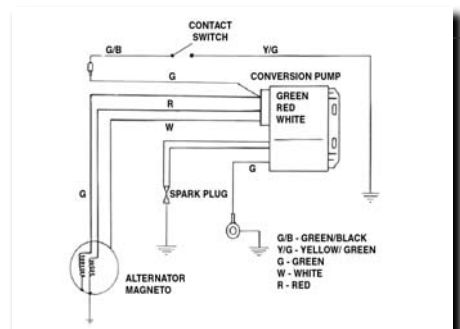 CONTACT
SWITCH
G/B
Y/G
G
CONVERSION PUMP
GREEN
RED
WHITE
R
W
G
G
SPARK PLUG
G/B - GREEN/BLACK
Y/G - YELLOW/ GREEN
G - GREEN
W - WHITE
R - RED
ALTERNATOR
MAGNETO